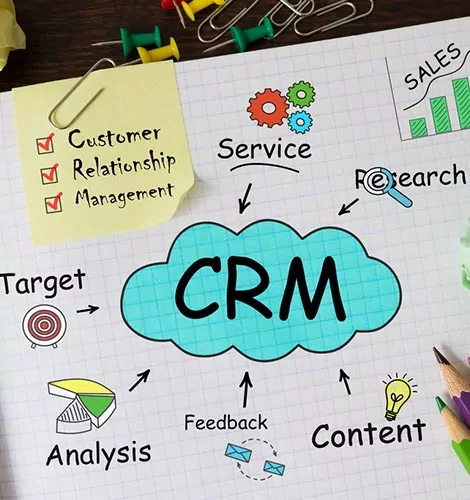 SALES
Customer
Relationship
Management
Service
Research
Target
CRM
Analysis
Feedback
Content